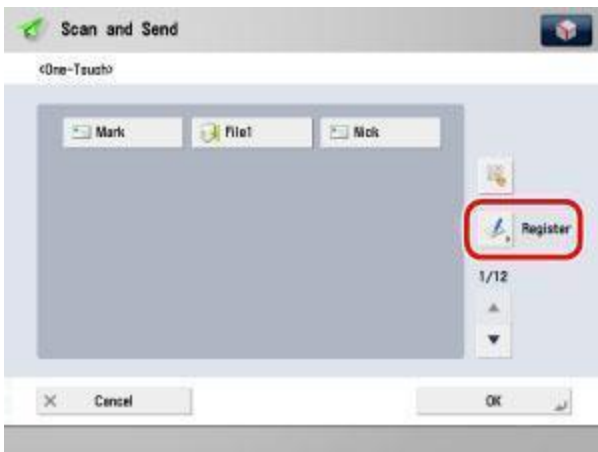 Scan and Send
<One-Touch>
Mark File1 Nick
Register
1/12
Cancel OK